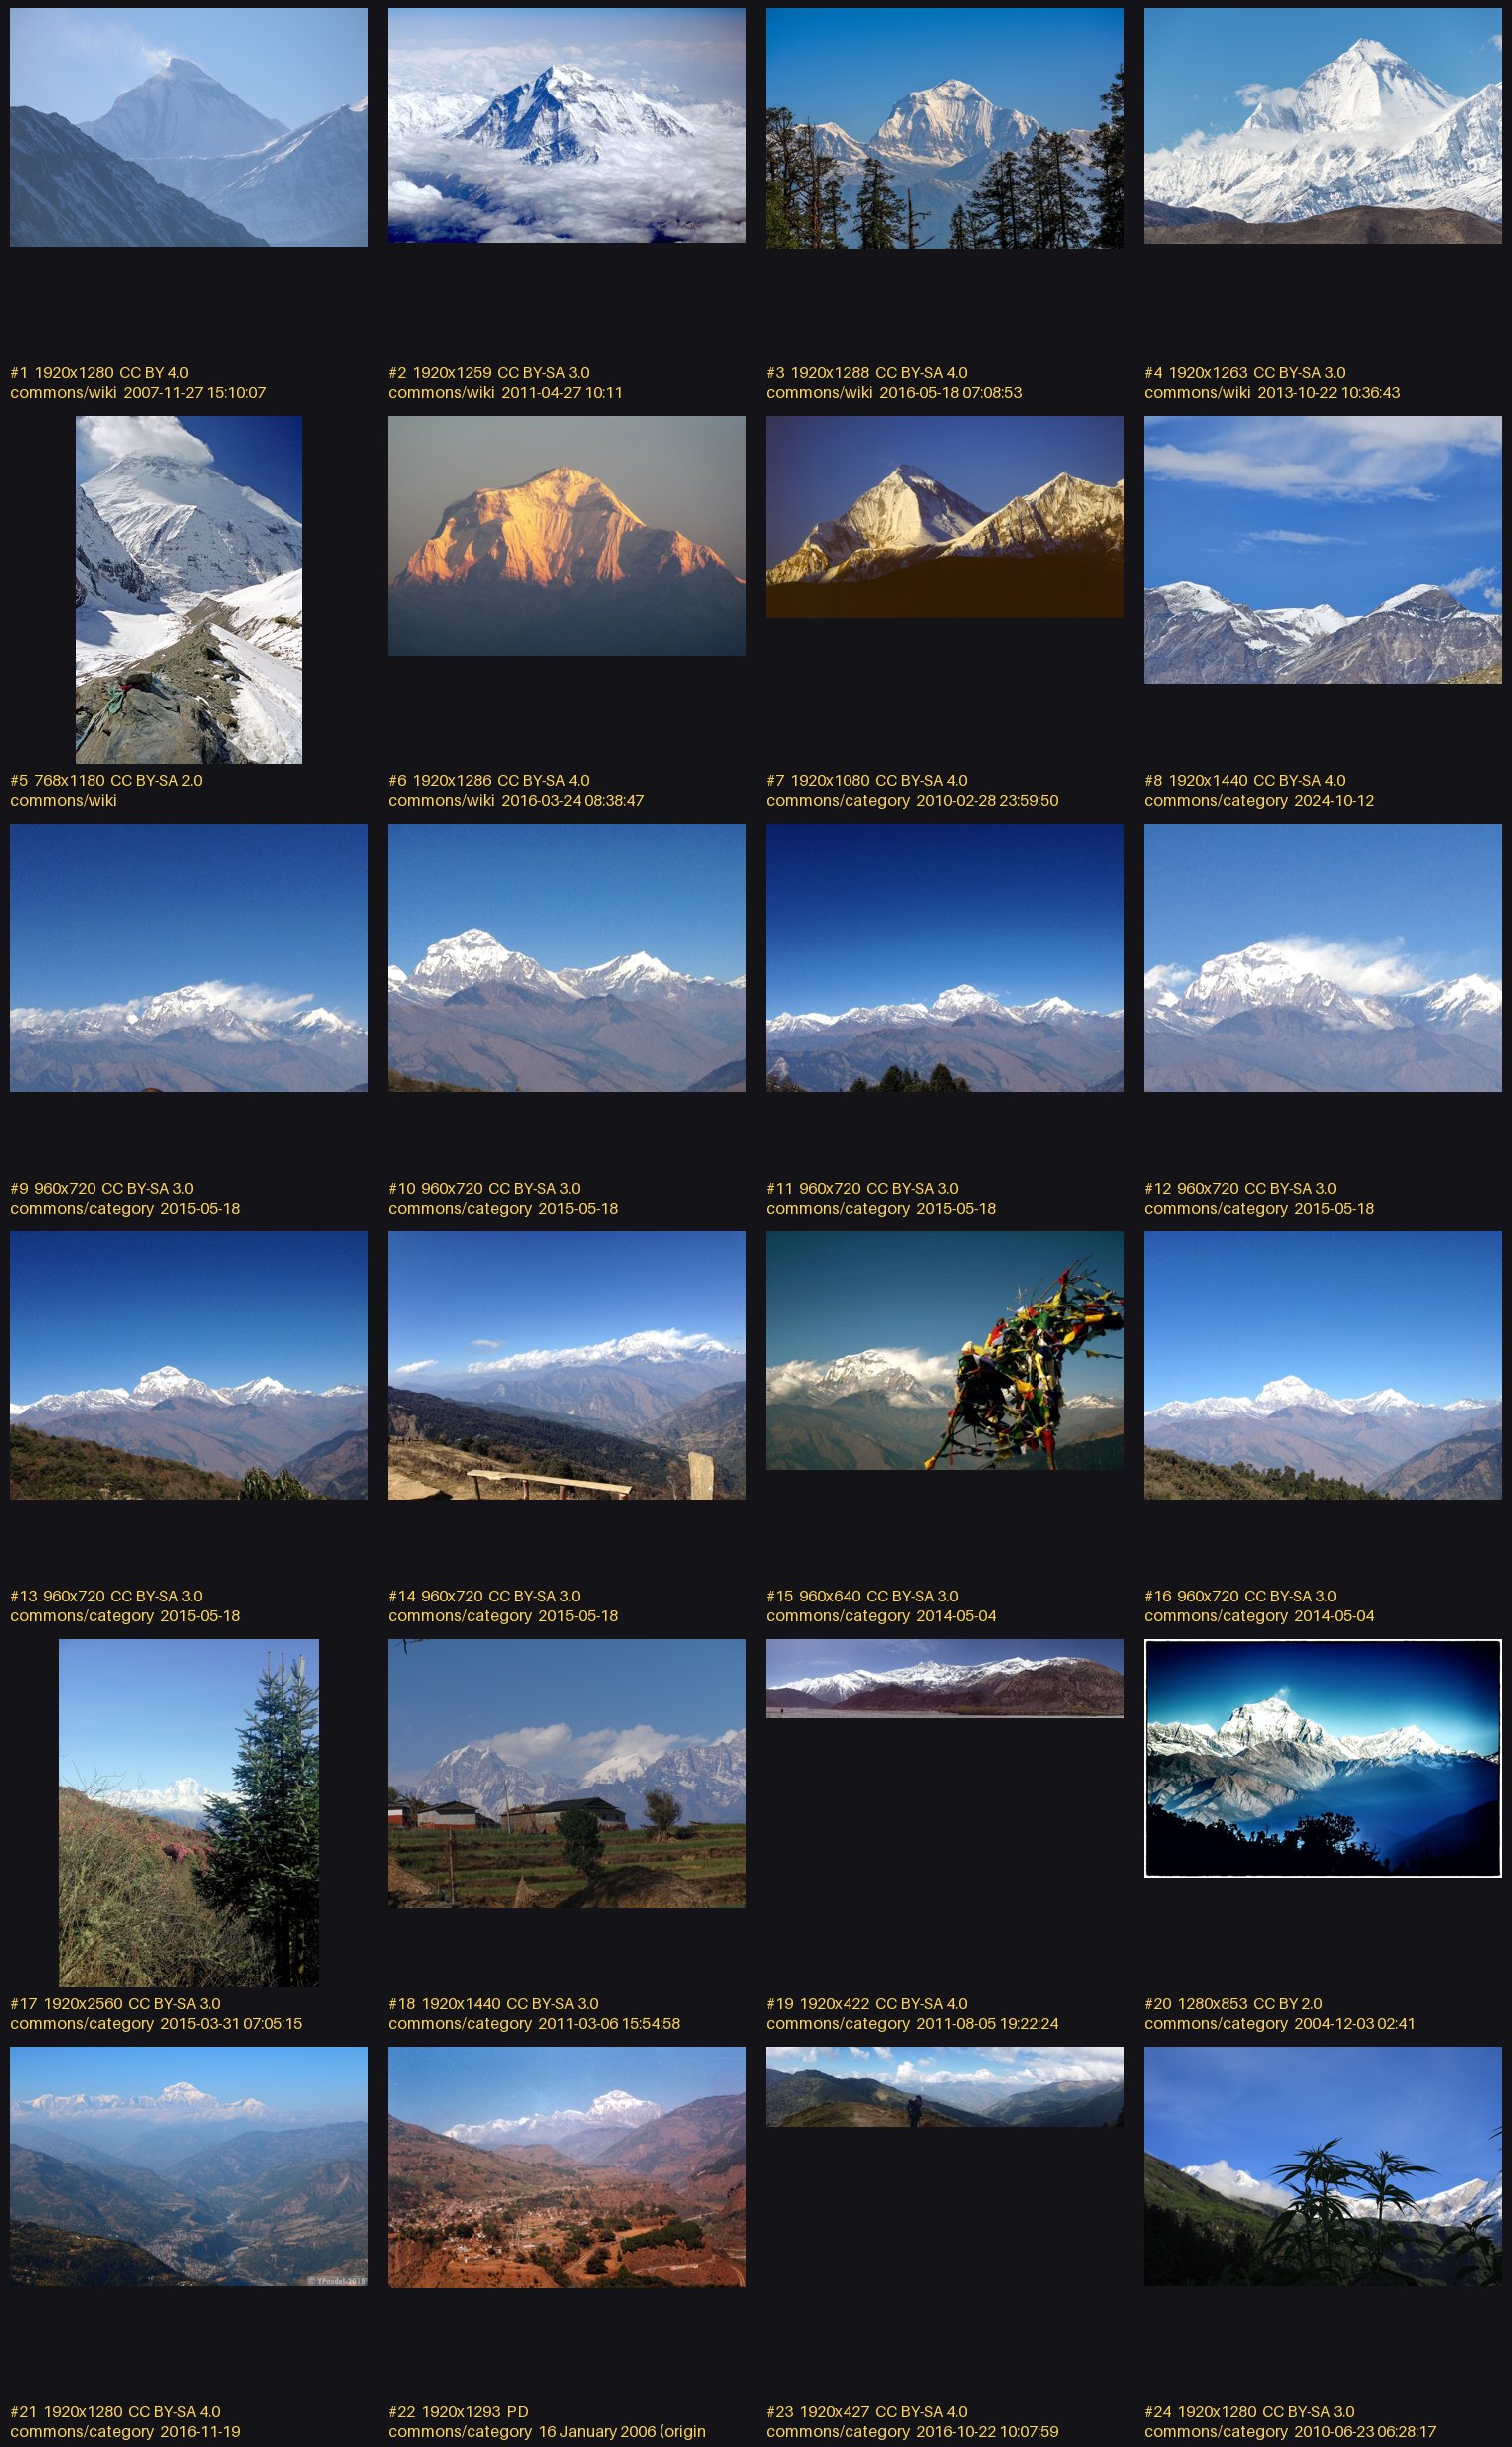 #1 1920x1280 CC BY 4.0
commons/wiki 2007-11-27 15:10:07
#2 1920x1259 CC BY-SA 3.0
commons/wiki 2011-04-27 10:11
#3 1920x1288 CC BY-SA 4.0
commons/wiki 2016-05-18 07:08:53
#4 1920x1263 CC BY-SA 3.0
commons/wiki 2013-10-22 10:36:43
#5 768x1180 CC BY-SA 2.0
commons/wiki
#6 1920x1286 CC BY-SA 4.0
commons/wiki 2016-03-24 08:38:47
#7 1920x1080 CC BY-SA 4.0
commons/category 2010-02-28 23:59:50
#8 1920x1440 CC BY-SA 4.0
commons/category 2024-10-12
#9 960x720 CC BY-SA 3.0
commons/category 2015-05-18
#10 960x720 CC BY-SA 3.0
commons/category 2015-05-18
#11 960x720 CC BY-SA 3.0
commons/category 2015-05-18
#12 960x720 CC BY-SA 3.0
commons/category 2015-05-18
#13 960x720 CC BY-SA 3.0
commons/category 2015-05-18
#14 960x720 CC BY-SA 3.0
commons/category 2015-05-18
#15 960x640 CC BY-SA 3.0
commons/category 2014-05-04
#16 960x720 CC BY-SA 3.0
commons/category 2014-05-04
#17 1920x2560 CC BY-SA 3.0
commons/category 2015-03-31 07:05:15
#18 1920x1440 CC BY-SA 3.0
commons/category 2011-03-06 15:54:58
#19 1920x422 CC BY-SA 4.0
commons/category 2011-08-05 19:22:24
#20 1280x853 CC BY 2.0
commons/category 2004-12-03 02:41
© YPaudel-2016
#21 1920x1280 CC BY-SA 4.0
commons/category 2016-11-19
#22 1920x1293 PD
commons/category 16 January 2006 (origin
#23 1920x427 CC BY-SA 4.0
commons/category 2016-10-22 10:07:59
#24 1920x1280 CC BY-SA 3.0
commons/category 2010-06-23 06:28:17